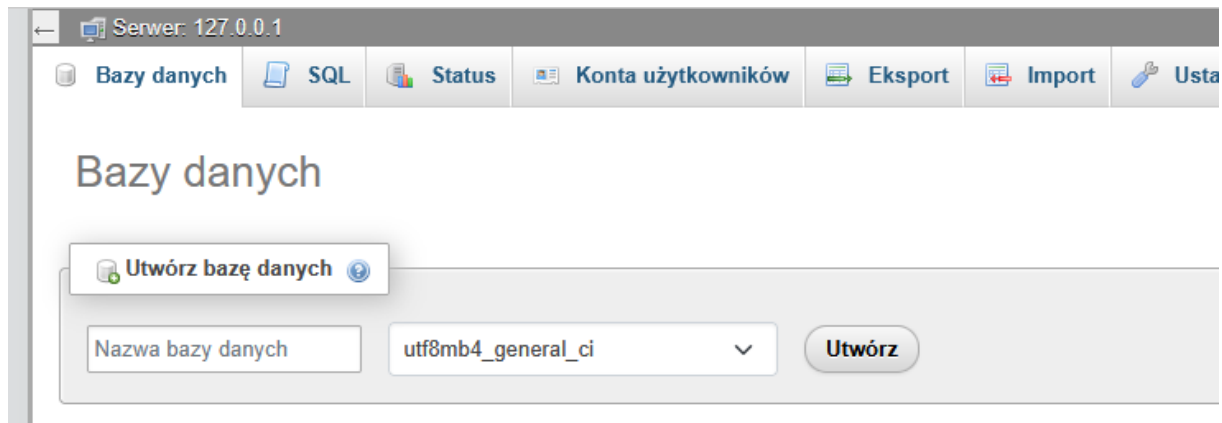 ← Serwer: 127.0.0.1
Bazy danych SQL Status Konta użytkowników Eksport Import Usta
Bazy danych
Utwórz bazę danych
Nazwa bazy danych utf8mb4_general_ci Utwórz